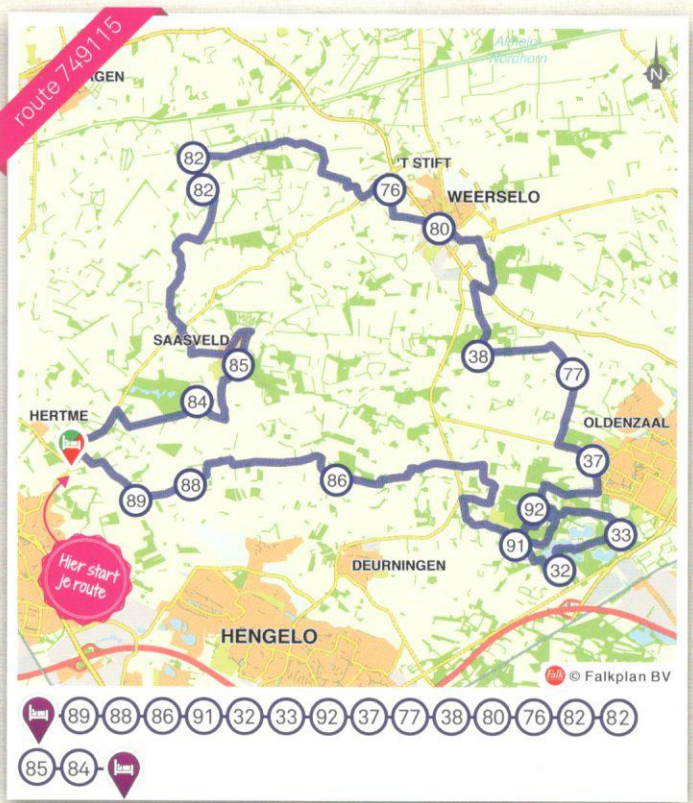 route 749115
AGEN
Almelo
Nordhorn
N
82
82
'T STIFT
76
WEERSELO
80
SAASVELD
85
38
77
84
HERTME
OLDENZAAL
37
89
88
86
92
91
33
32
DEURNINGEN
Hier start
je route
HENGELO
falk © Falkplan BV
89 88 86 91 32 33 92 37 77 38 80 76 82 82
85 84